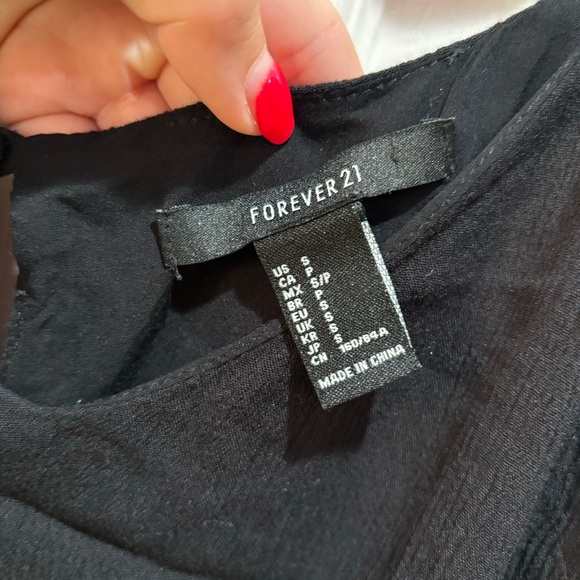 FOREVER 21
US S
CA P
MX S/P
BR P
EU S
UK S
KR S
JP S
CN 160/84A
MADE IN CHINA